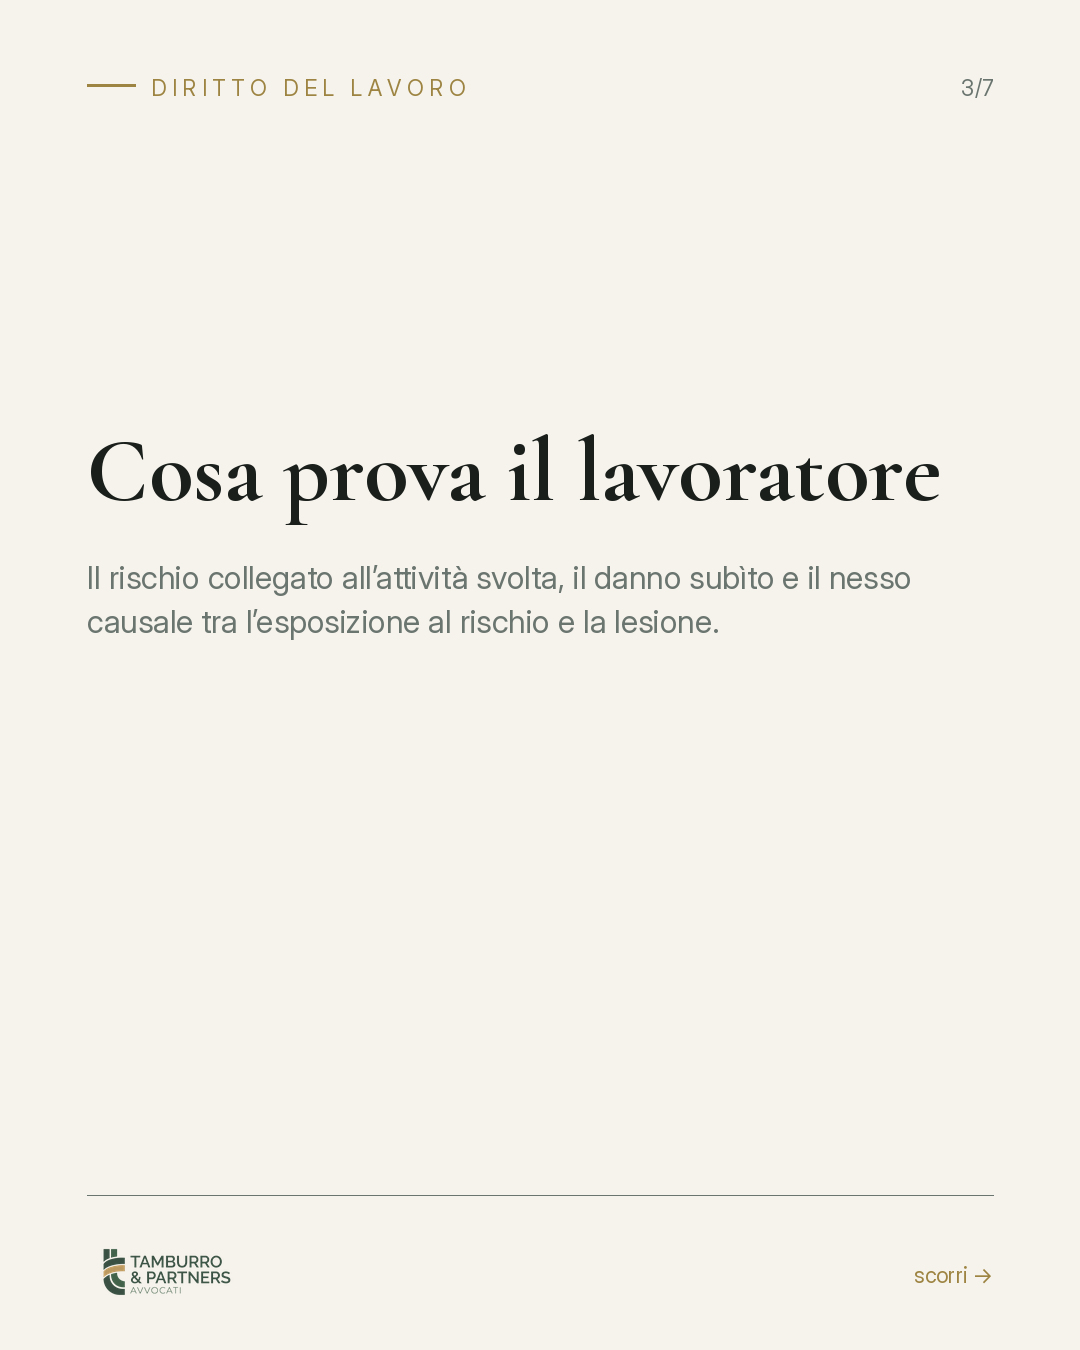 DIRITTO DEL LAVORO
3/7
Cosa prova il lavoratore
Il rischio collegato all’attività svolta, il danno subìto e il nesso
causale tra l’esposizione al rischio e la lesione.
TAMBURRO
& PARTNERS
AVVOCATI
scorri →